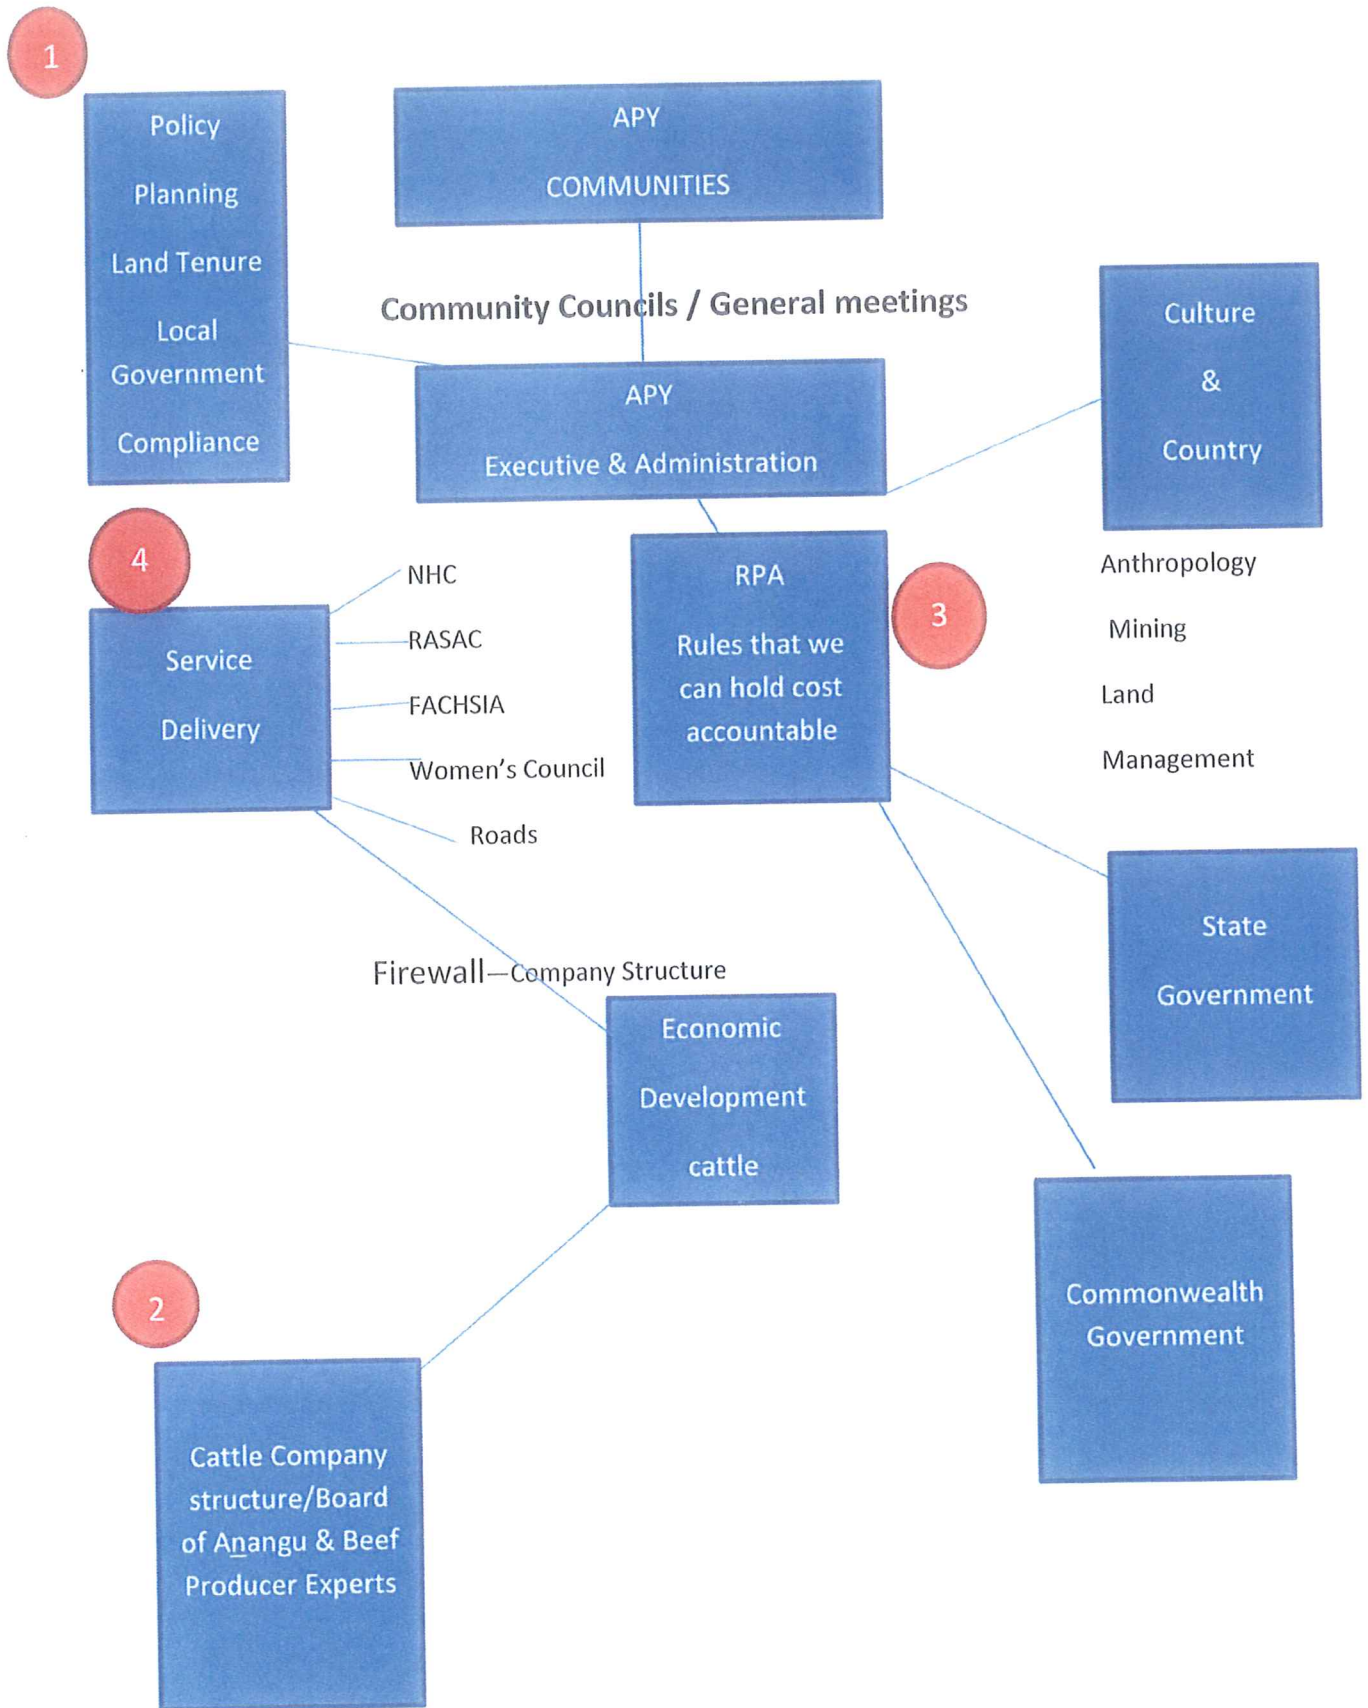 1
Policy
Planning
Land Tenure
Local
Government
Compliance
APY
COMMUNITIES
Community Councils / General meetings
APY
Executive & Administration
Culture
&
Country
Anthropology
Mining
Land
Management
4
Service
Delivery
NHC
RASAC
FACHSIA
Women's Council
Roads
RPA
Rules that we
can hold cost
accountable
3
State
Government
Firewall—Company Structure
Economic
Development
cattle
Commonwealth
Government
2
Cattle Company
structure/Board
of Aṉangu & Beef
Producer Experts